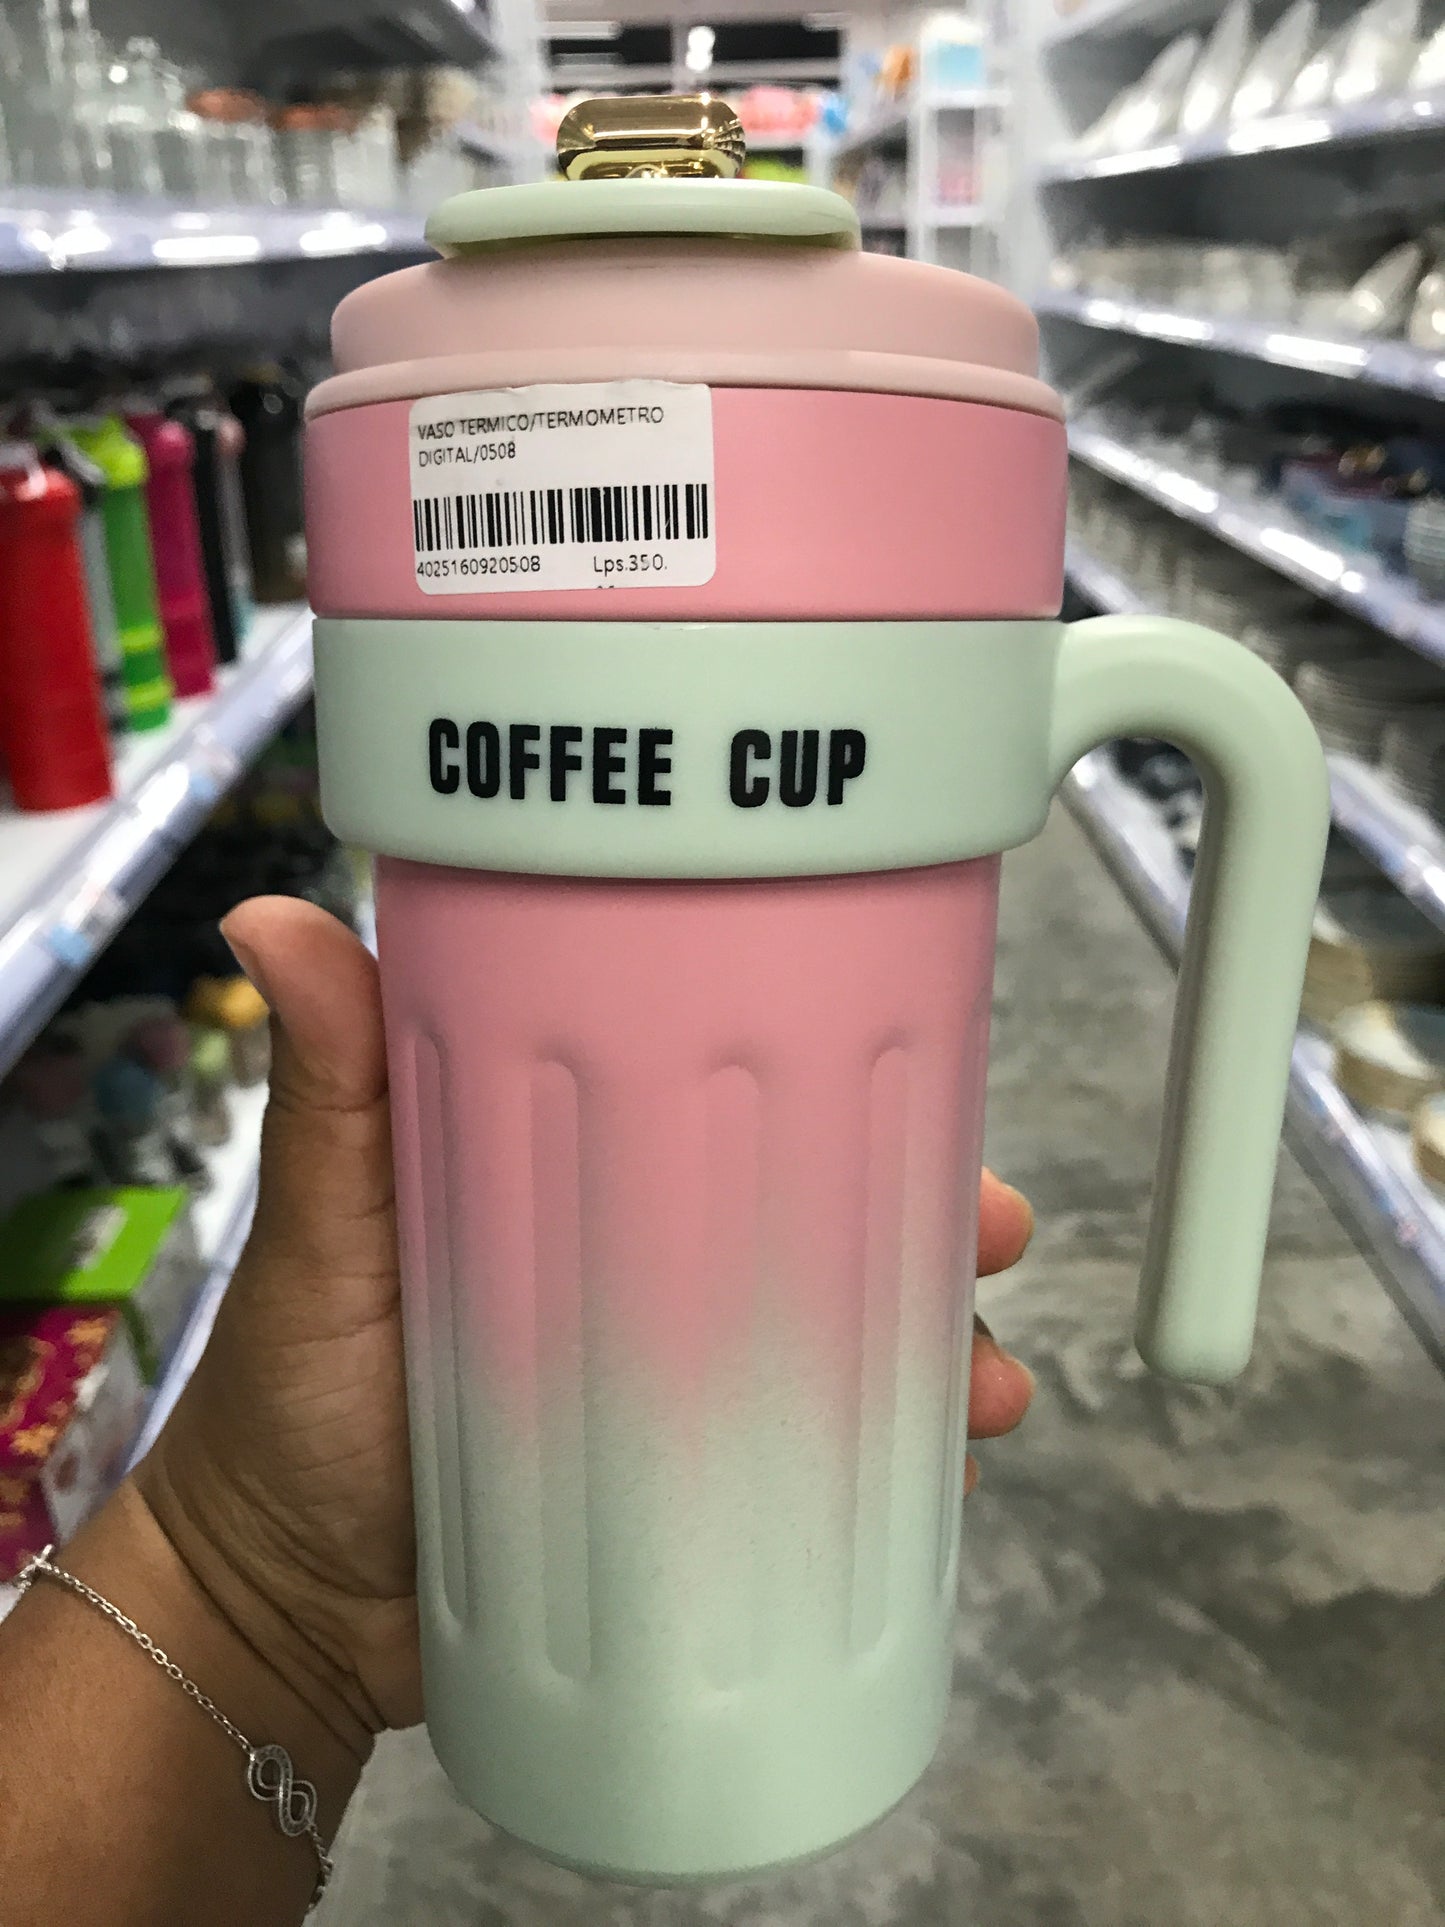 VASO TERMICO/TERMOMETRO
DIGITAL/0508
4025160920508 Lps.350.
COFFEE CUP